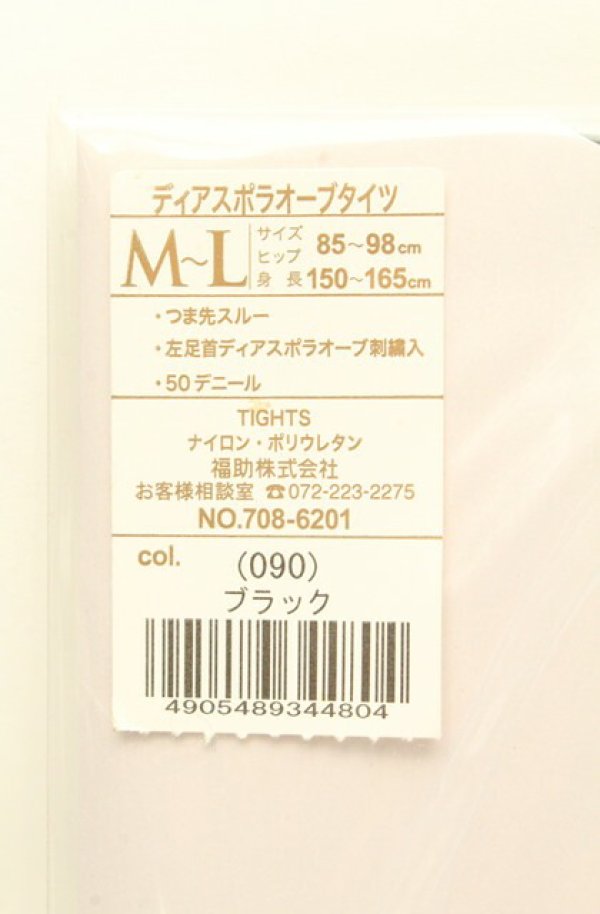 ディアスポラオーブタイツ
M~L サイズ
ヒップ 85~98cm
身長 150~165cm
・つま先スルー
・左足首ディアスポラオーブ刺繍入
・50デニール
TIGHTS
ナイロン・ポリウレタン
福助株式会社
お客様相談室 ☎072-223-2275
NO.708-6201
col. (090)
ブラック
4905489344804